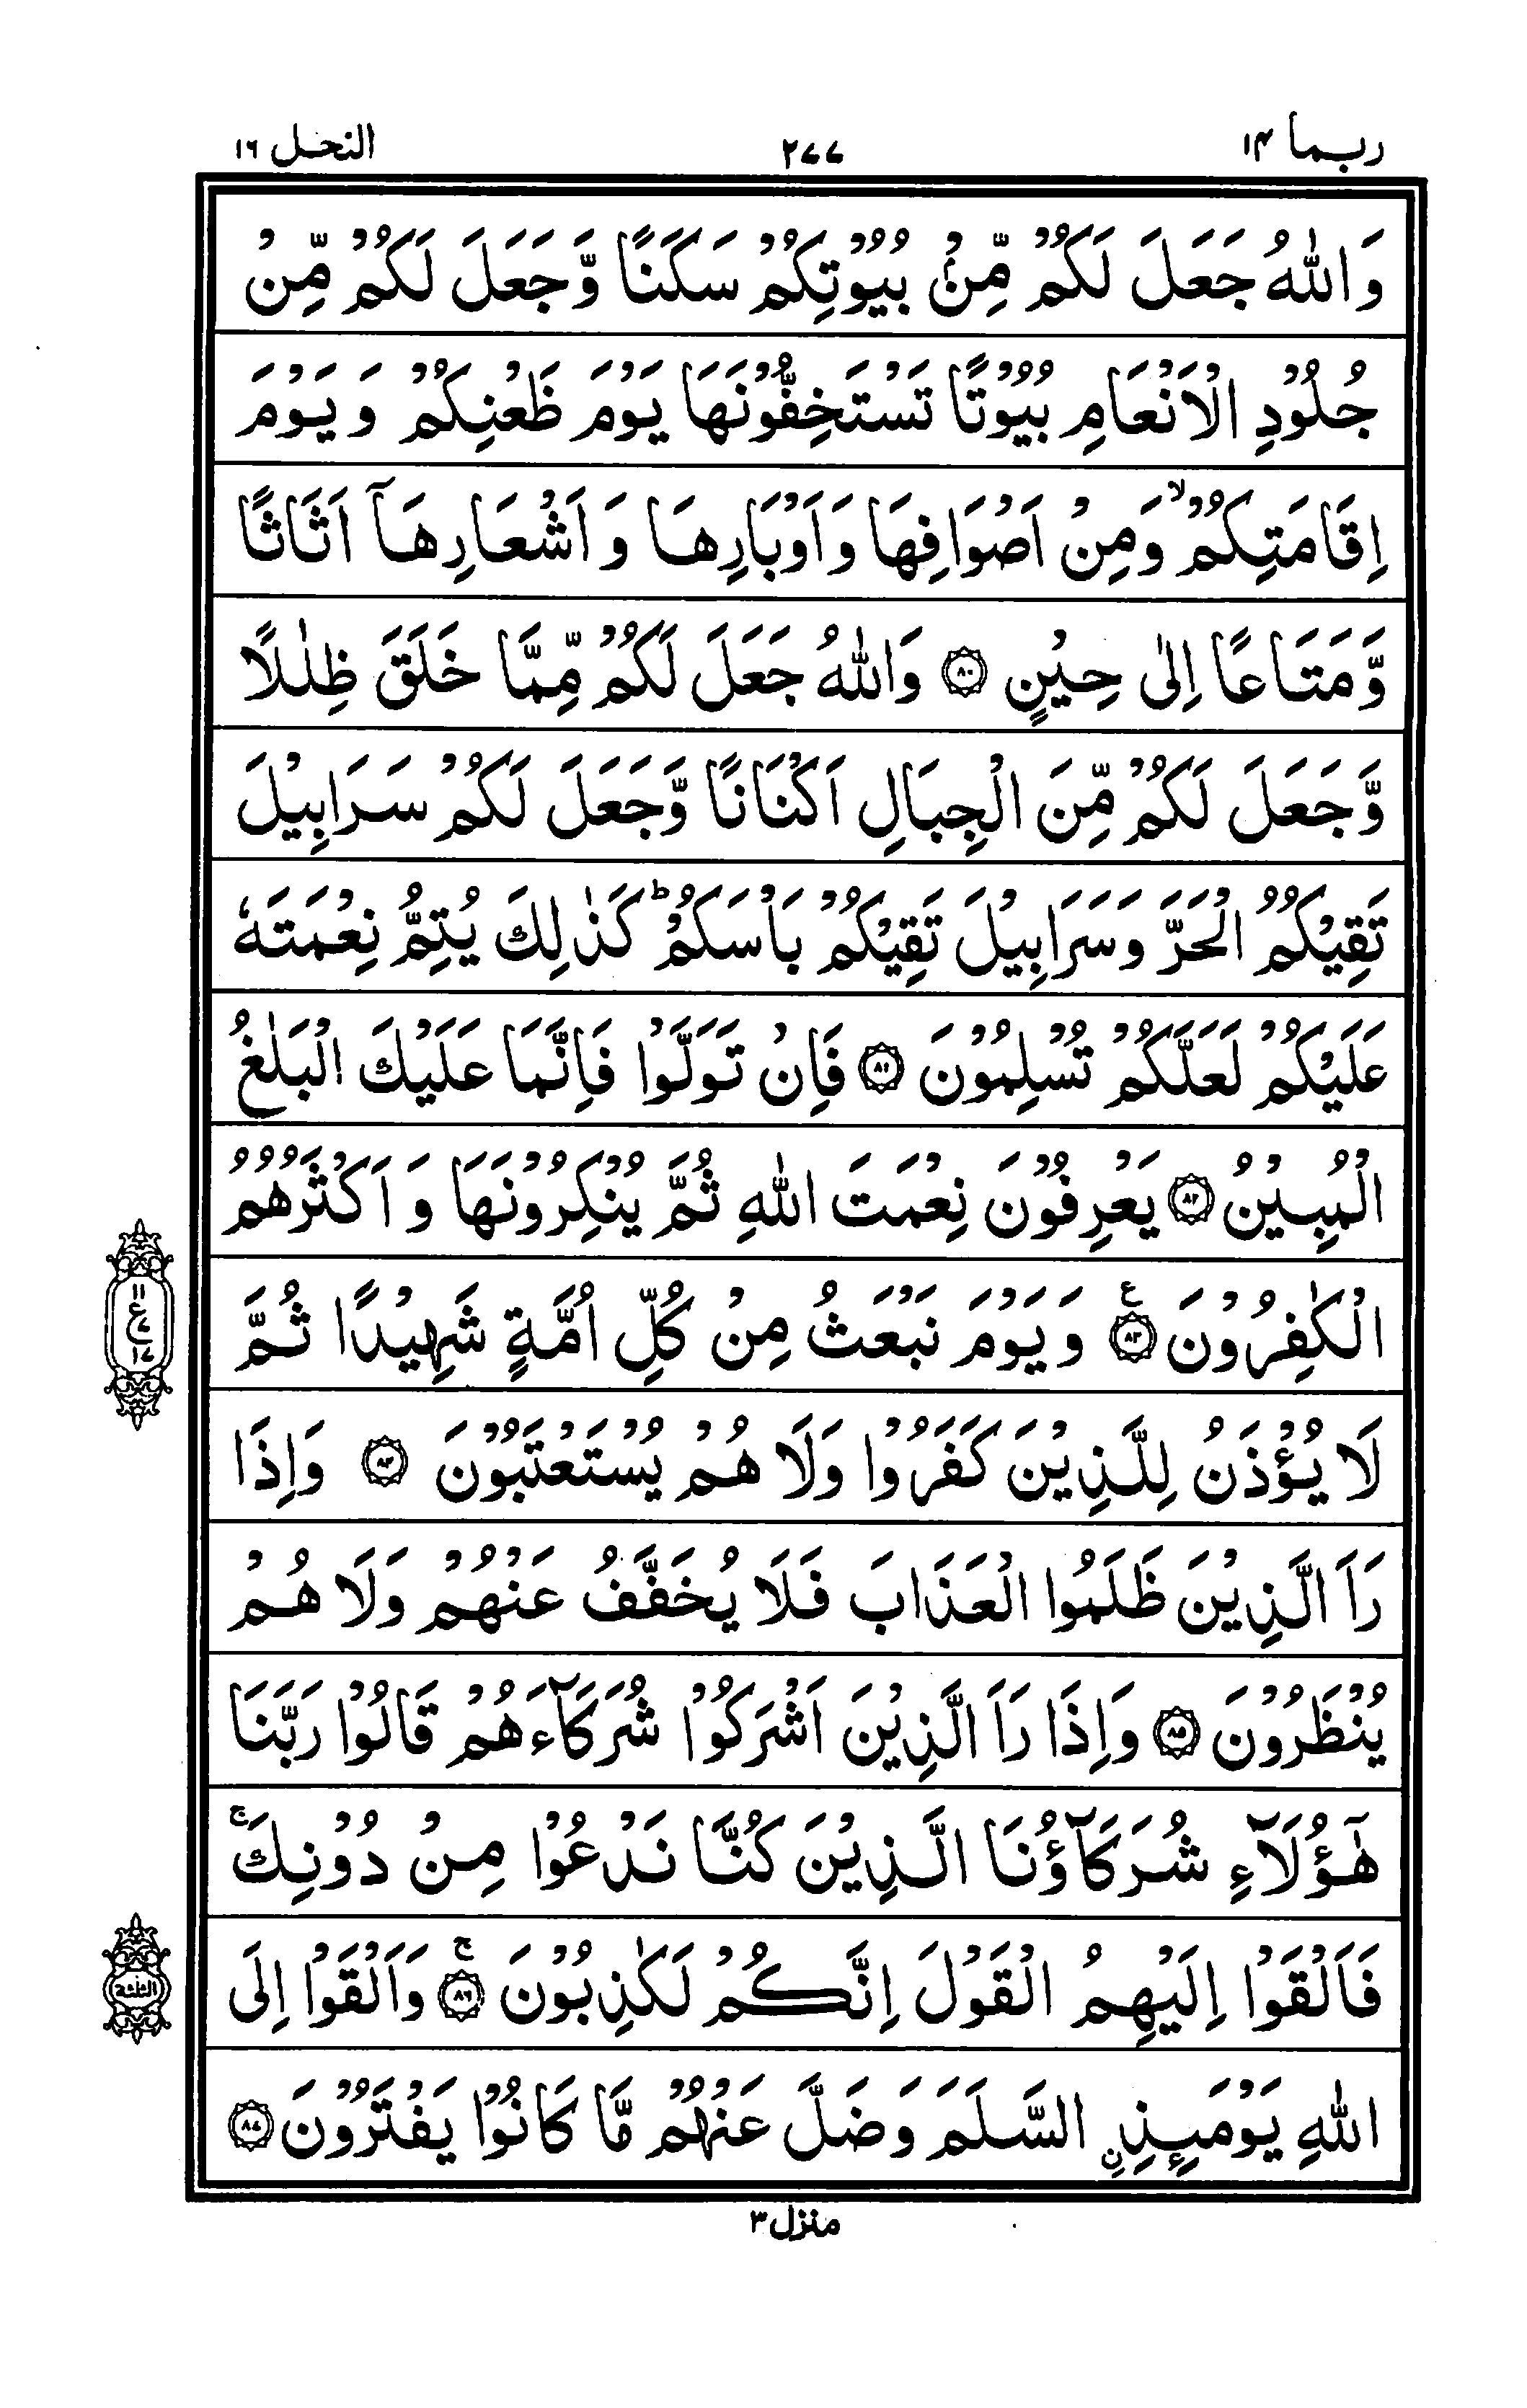 ربما ١٤
٢٧٧
النحل ١٦
وَاللّٰهُ جَعَلَ لَكُمْ مِّنْۢ بُيُوْتِكُمْ سَكَنًا وَّجَعَلَ لَكُمْ مِّنْ
جُلُوْدِ الْاَنْعَامِ بُيُوْتًا تَسْتَخِفُّوْنَهَا يَوْمَ ظَعْنِكُمْ وَ يَوْمَ
اِقَامَتِكُمْ ۙ وَمِنْ اَصْوَافِهَا وَاَوْبَارِهَا وَ اَشْعَارِهَاۤ اَثَاثًا
وَّمَتَاعًا اِلٰى حِيْنٍ ۝٨٠ وَاللّٰهُ جَعَلَ لَكُمْ مِّمَّا خَلَقَ ظِلٰلًا
وَّجَعَلَ لَكُمْ مِّنَ الْجِبَالِ اَكْنَانًا وَّجَعَلَ لَكُمْ سَرَابِيْلَ
تَقِيْكُمُ الْحَرَّ وَسَرَابِيْلَ تَقِيْكُمْ بَاْسَكُمْ ؕ كَذٰلِكَ يُتِمُّ نِعْمَتَهٗ
عَلَيْكُمْ لَعَلَّكُمْ تُسْلِمُوْنَ ۝٨١ فَاِنْ تَوَلَّوْا فَاِنَّمَا عَلَيْكَ الْبَلٰغُ
الْمُبِيْنُ ۝٨٢ يَعْرِفُوْنَ نِعْمَتَ اللّٰهِ ثُمَّ يُنْكِرُوْنَهَا وَ اَكْثَرُهُمُ
الْكٰفِرُوْنَ ۝٨٣ ع وَيَوْمَ نَبْعَثُ مِنْ كُلِّ اُمَّةٍ شَهِيْدًا ثُمَّ
١١
ع
٧
١٧
لَا يُؤْذَنُ لِلَّذِيْنَ كَفَرُوْا وَلَا هُمْ يُسْتَعْتَبُوْنَ ۝٨٤ وَاِذَا
رَاَ الَّذِيْنَ ظَلَمُوا الْعَذَابَ فَلَا يُخَفَّفُ عَنْهُمْ وَلَا هُمْ
يُنْظَرُوْنَ ۝٨٥ وَاِذَا رَاَ الَّذِيْنَ اَشْرَكُوْا شُرَكَآءَهُمْ قَالُوْا رَبَّنَا
هٰۤؤُلَآءِ شُرَكَآؤُنَا الَّذِيْنَ كُنَّا نَدْعُوْا مِنْ دُوْنِكَ ۚ
فَاَلْقَوْا اِلَيْهِمُ الْقَوْلَ اِنَّكُمْ لَكٰذِبُوْنَ ۝٨٦ ۚ وَاَلْقَوْا اِلَى
الثلثة
اللّٰهِ يَوْمَىِٕذِ ِۨ السَّلَمَ وَضَلَّ عَنْهُمْ مَّا كَانُوْا يَفْتَرُوْنَ ۝٨٧
منزل ٣